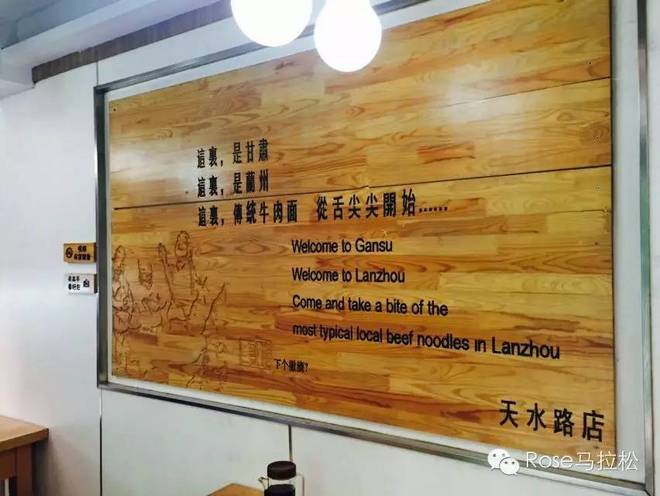 這裏，是甘肅
這裏，是蘭州
這裏，傳統牛肉面 從舌尖尖開始……
Welcome to Gansu
Welcome to Lanzhou
Come and take a bite of the
most typical local beef noodles in Lanzhou
天水路店
Rose马拉松